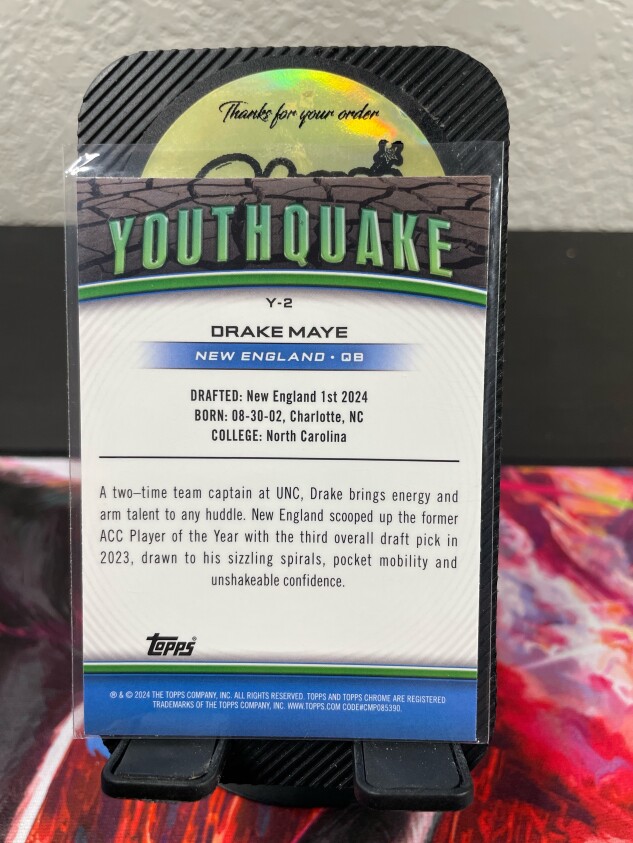 Thanks for your order
YOUTHQUAKE
Y-2
DRAKE MAYE
NEW ENGLAND • QB
DRAFTED: New England 1st 2024
BORN: 08-30-02, Charlotte, NC
COLLEGE: North Carolina
A two–time team captain at UNC, Drake brings energy and
arm talent to any huddle. New England scooped up the former
ACC Player of the Year with the third overall draft pick in
2023, drawn to his sizzling spirals, pocket mobility and
unshakeable confidence.
topps®
® & © 2024 THE TOPPS COMPANY, INC. ALL RIGHTS RESERVED. TOPPS AND TOPPS CHROME ARE REGISTERED
TRADEMARKS OF THE TOPPS COMPANY, INC. WWW.TOPPS.COM CODE#CMP085390.